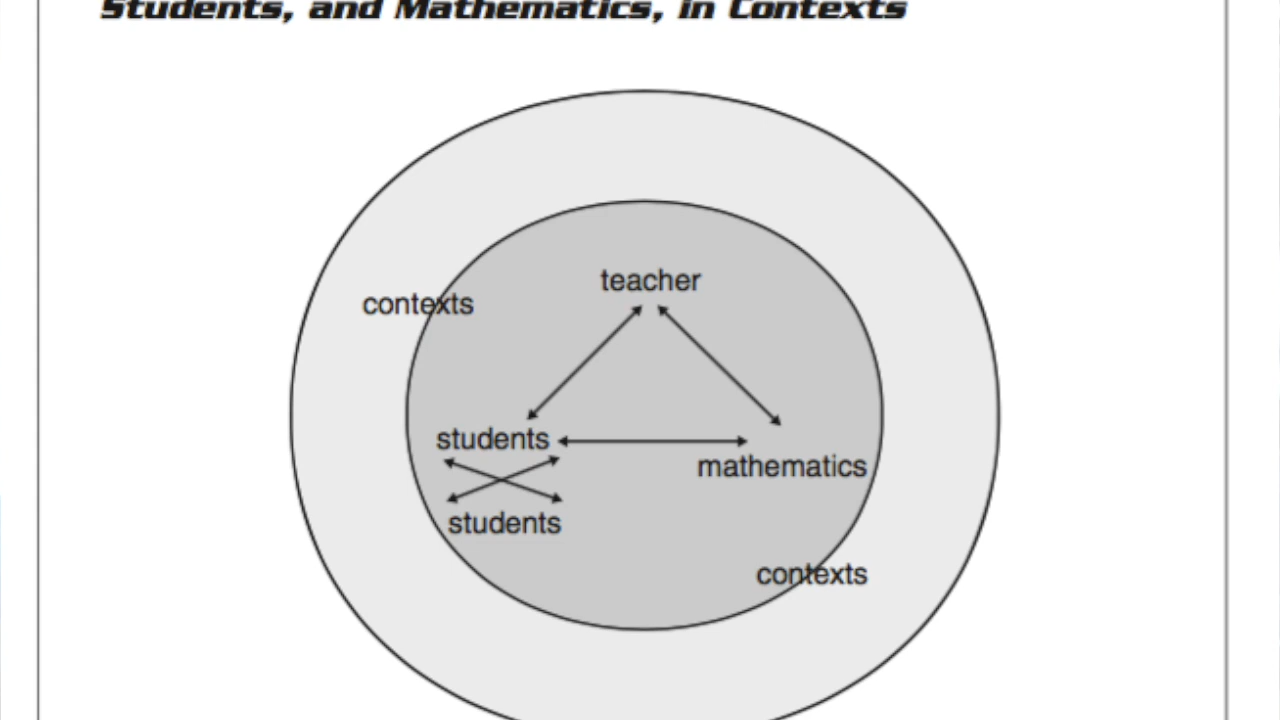 Students, and Mathematics, in Contexts
teacher
contexts
students
mathematics
students
contexts